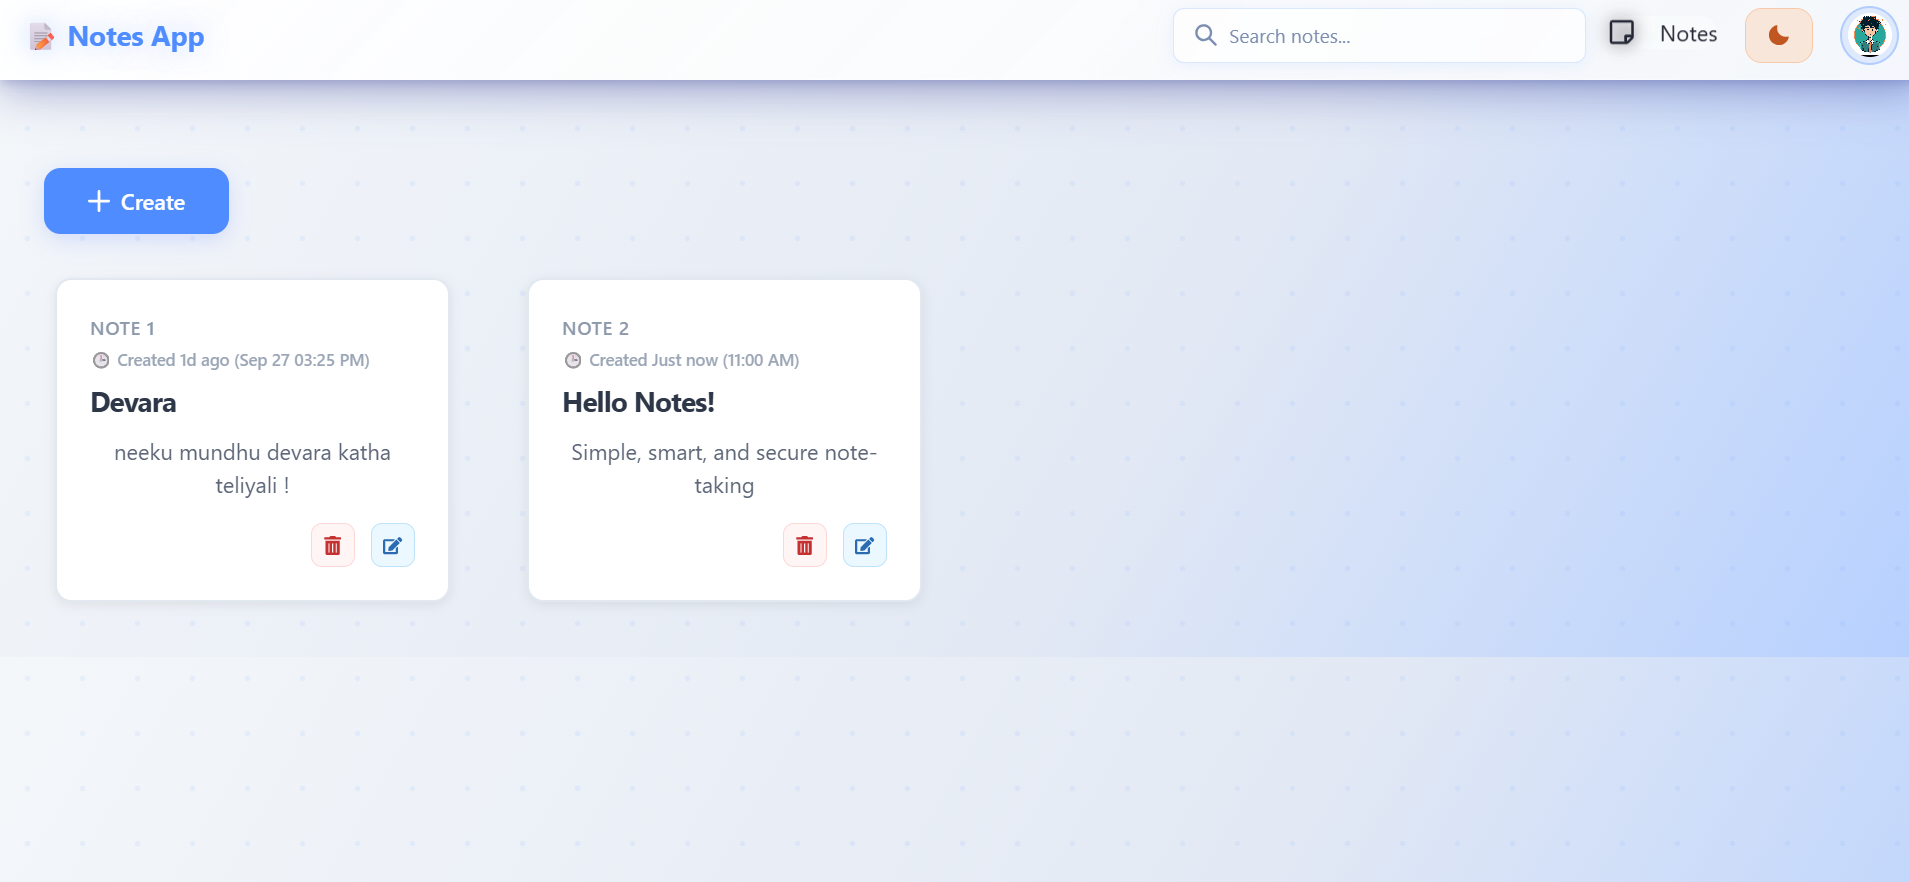 Notes App
Search notes...
Notes
Create
NOTE 1
Created 1d ago (Sep 27 03:25 PM)
Devara
neeku mundhu devara katha
teliyali !
NOTE 2
Created Just now (11:00 AM)
Hello Notes!
Simple, smart, and secure note-
taking